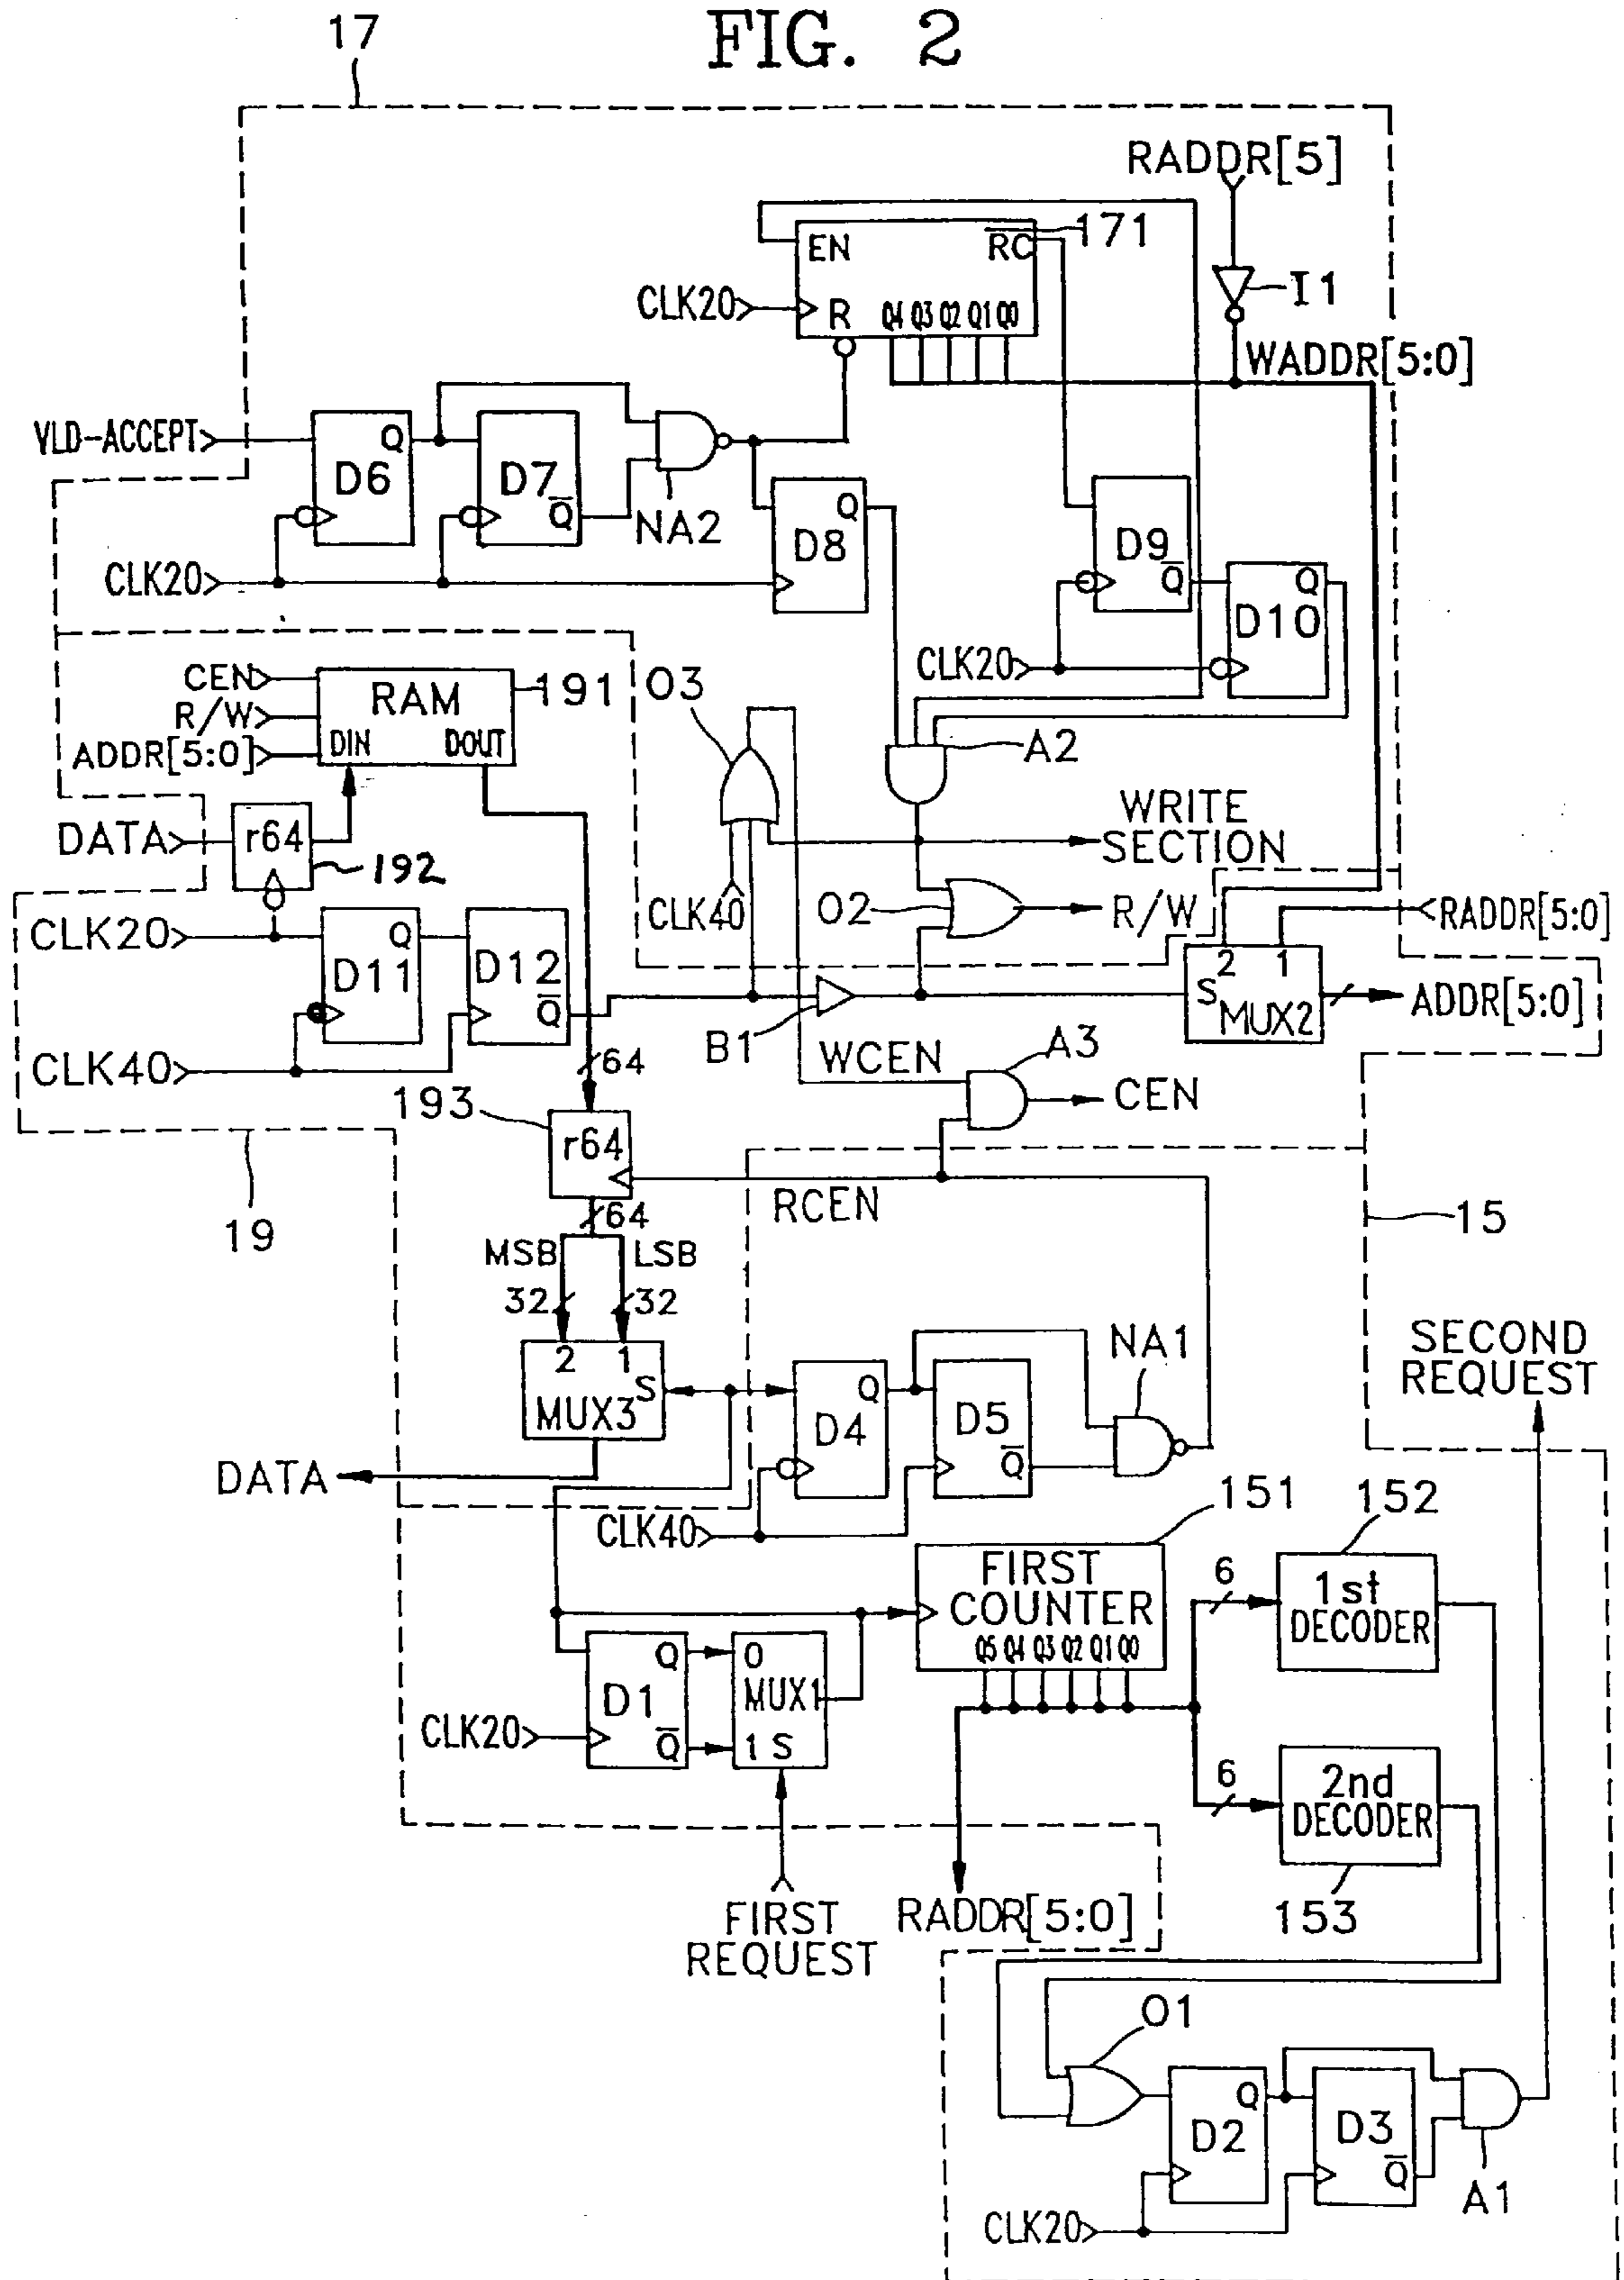 FIG. 2
17
RADDR[5]
EN
RC
171
CLK20
R
Q4 Q3 Q2 Q1 Q0
I1
WADDR[5:0]
VLD-ACCEPT
Q
D6
D7
Q
NA2
Q
D8
D9
Q
Q
D10
CLK20
CLK20
CEN
R/W
ADDR[5:0]
RAM
DIN
DOUT
191
O3
A2
DATA
r64
192
WRITE
SECTION
CLK40
O2
R/W
RADDR[5:0]
CLK20
Q
D11
D12
Q
2
1
S
MUX2
ADDR[5:0]
CLK40
B1
64
WCEN
A3
CEN
193
r64
RCEN
19
64
15
MSB
LSB
32
32
2
1
S
MUX3
Q
D4
D5
Q
NA1
SECOND
REQUEST
DATA
CLK40
151
152
FIRST
COUNTER
Q5 Q4 Q3 Q2 Q1 Q0
6
1st
DECODER
Q
D1
Q
0
MUX1
1 S
CLK20
6
2nd
DECODER
153
FIRST
REQUEST
RADDR[5:0]
O1
Q
D2
D3
Q
A1
CLK20